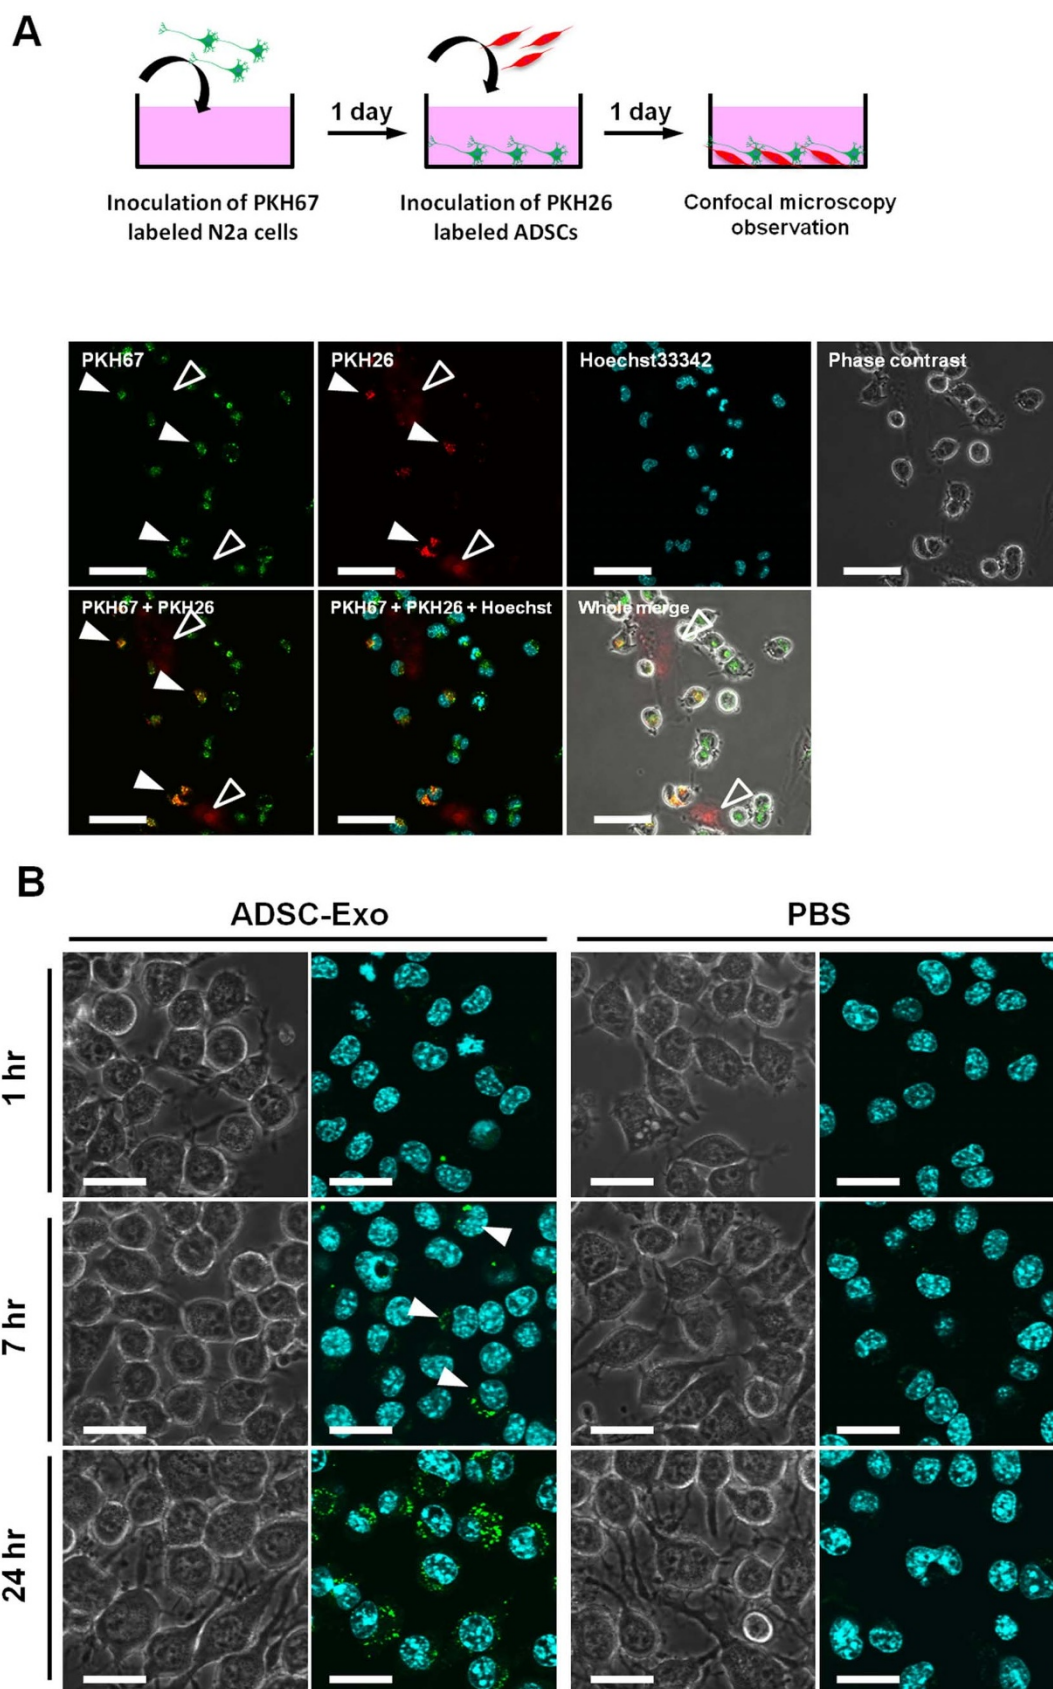 A
1 day
1 day
Inoculation of PKH67
labeled N2a cells
Inoculation of PKH26
labeled ADSCs
Confocal microscopy
observation
PKH67
PKH26
Hoechst33342
Phase contrast
PKH67 + PKH26
PKH67 + PKH26 + Hoechst
Whole merge
B
ADSC-Exo
PBS
1 hr
7 hr
24 hr